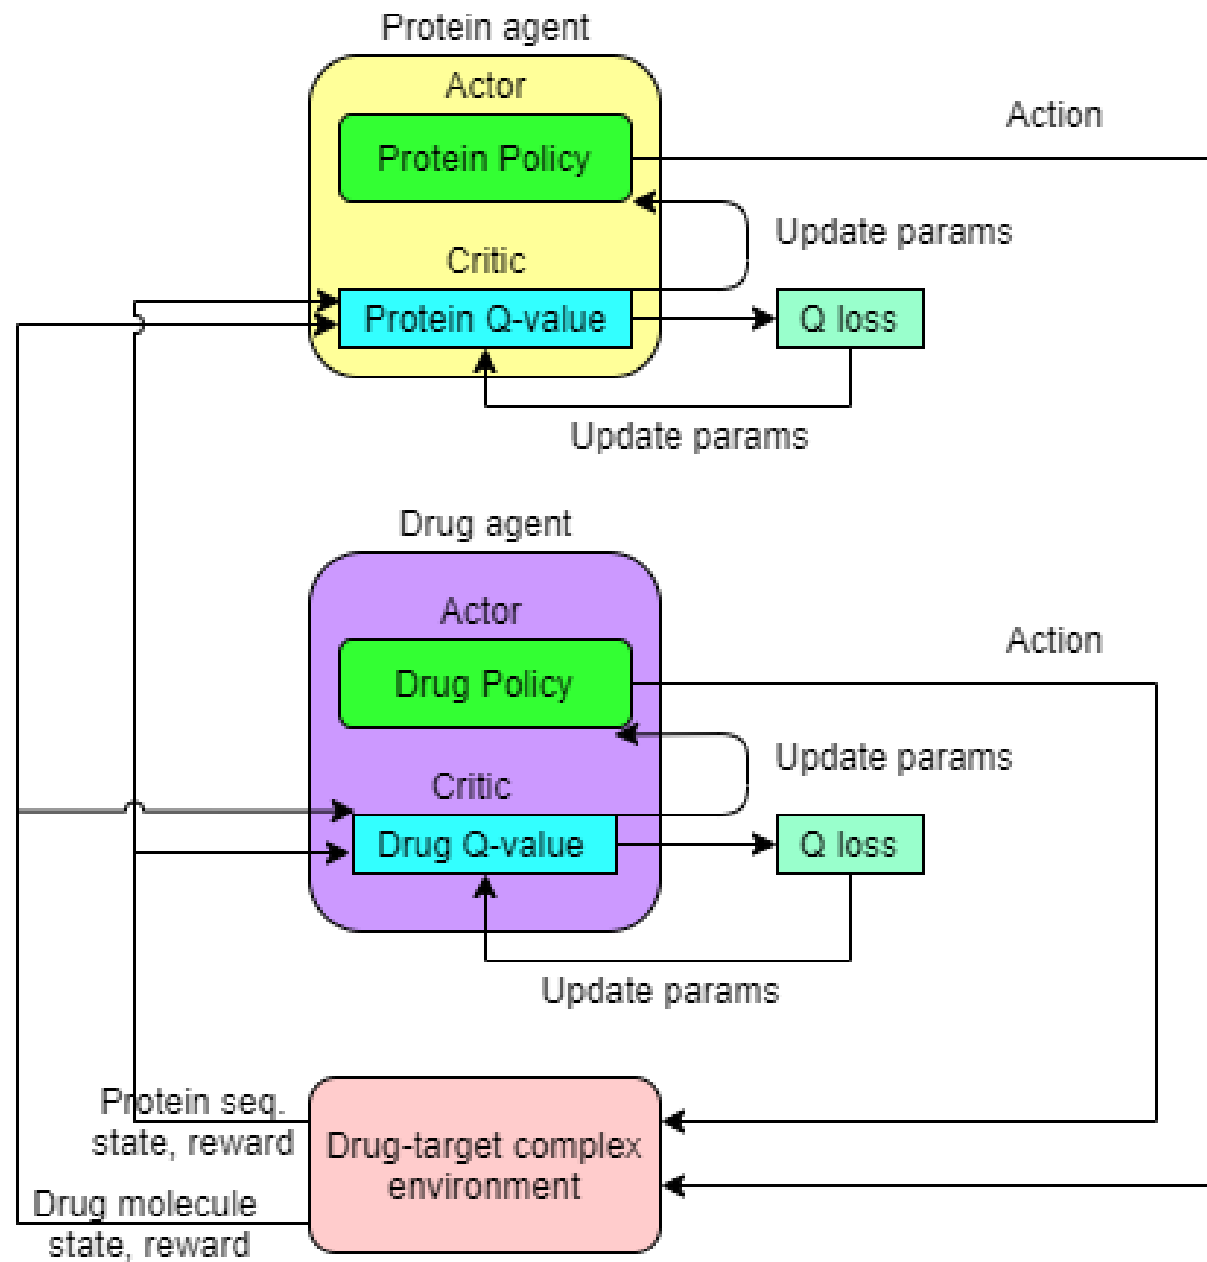 Protein agent
Actor
Protein Policy
Action
Update params
Critic
Protein Q-value
Q loss
Update params
Drug agent
Actor
Drug Policy
Action
Update params
Critic
Drug Q-value
Q loss
Update params
Protein seq.
state, reward
Drug-target complex
environment
Drug molecule
state, reward